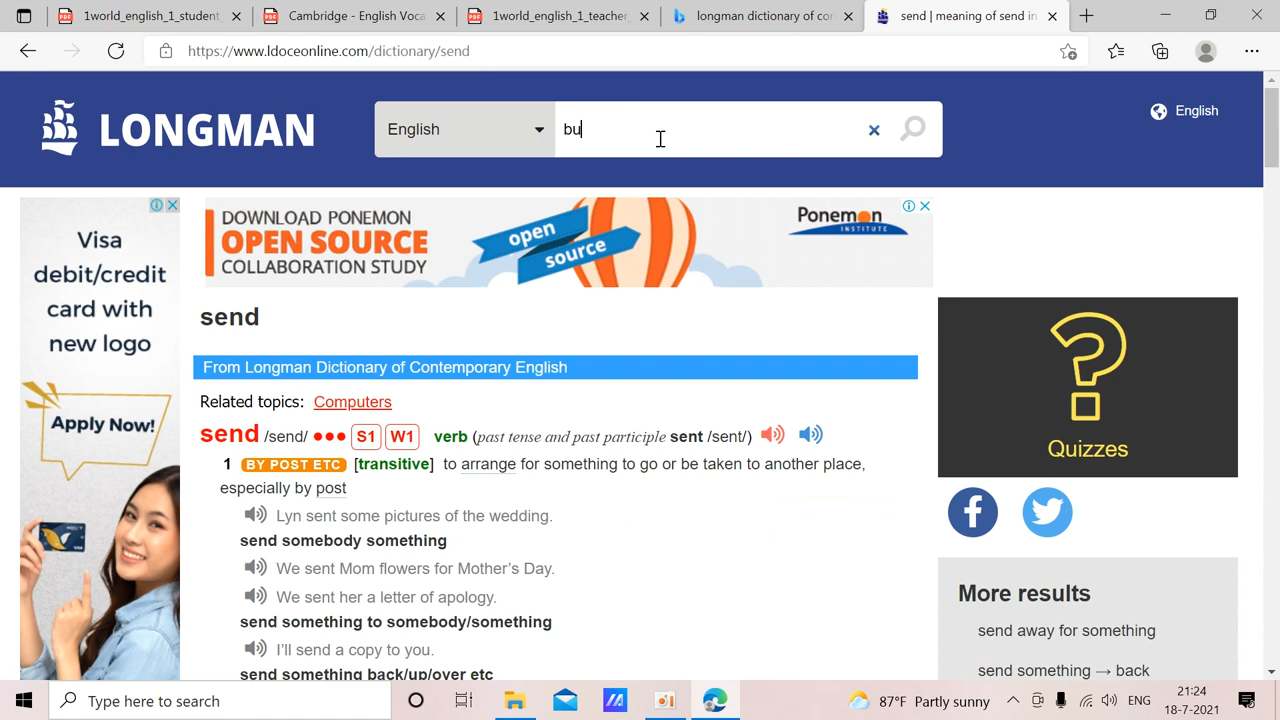 1world_english_1_student_
Cambridge - English Voca
1world_english_1_teacher_
longman dictionary of con
send | meaning of send in
https://www.ldoceonline.com/dictionary/send
LONGMAN
English
bu
English
Visa
debit/credit
card with
new logo
Apply Now!
DOWNLOAD PONEMON
OPEN SOURCE
COLLABORATION STUDY
open
source
Ponemon
INSTITUTE
send
From Longman Dictionary of Contemporary English
Related topics: Computers
send /send/ ●●● S1 W1 verb (past tense and past participle sent /sent/)
1 BY POST ETC [transitive] to arrange for something to go or be taken to another place,
especially by post
Lyn sent some pictures of the wedding.
send somebody something
We sent Mom flowers for Mother's Day.
We sent her a letter of apology.
send something to somebody/something
I'll send a copy to you.
send something back/up/over etc
Quizzes
More results
send away for something
send something → back
Type here to search
87°F Partly sunny
ENG
21:24
18-7-2021